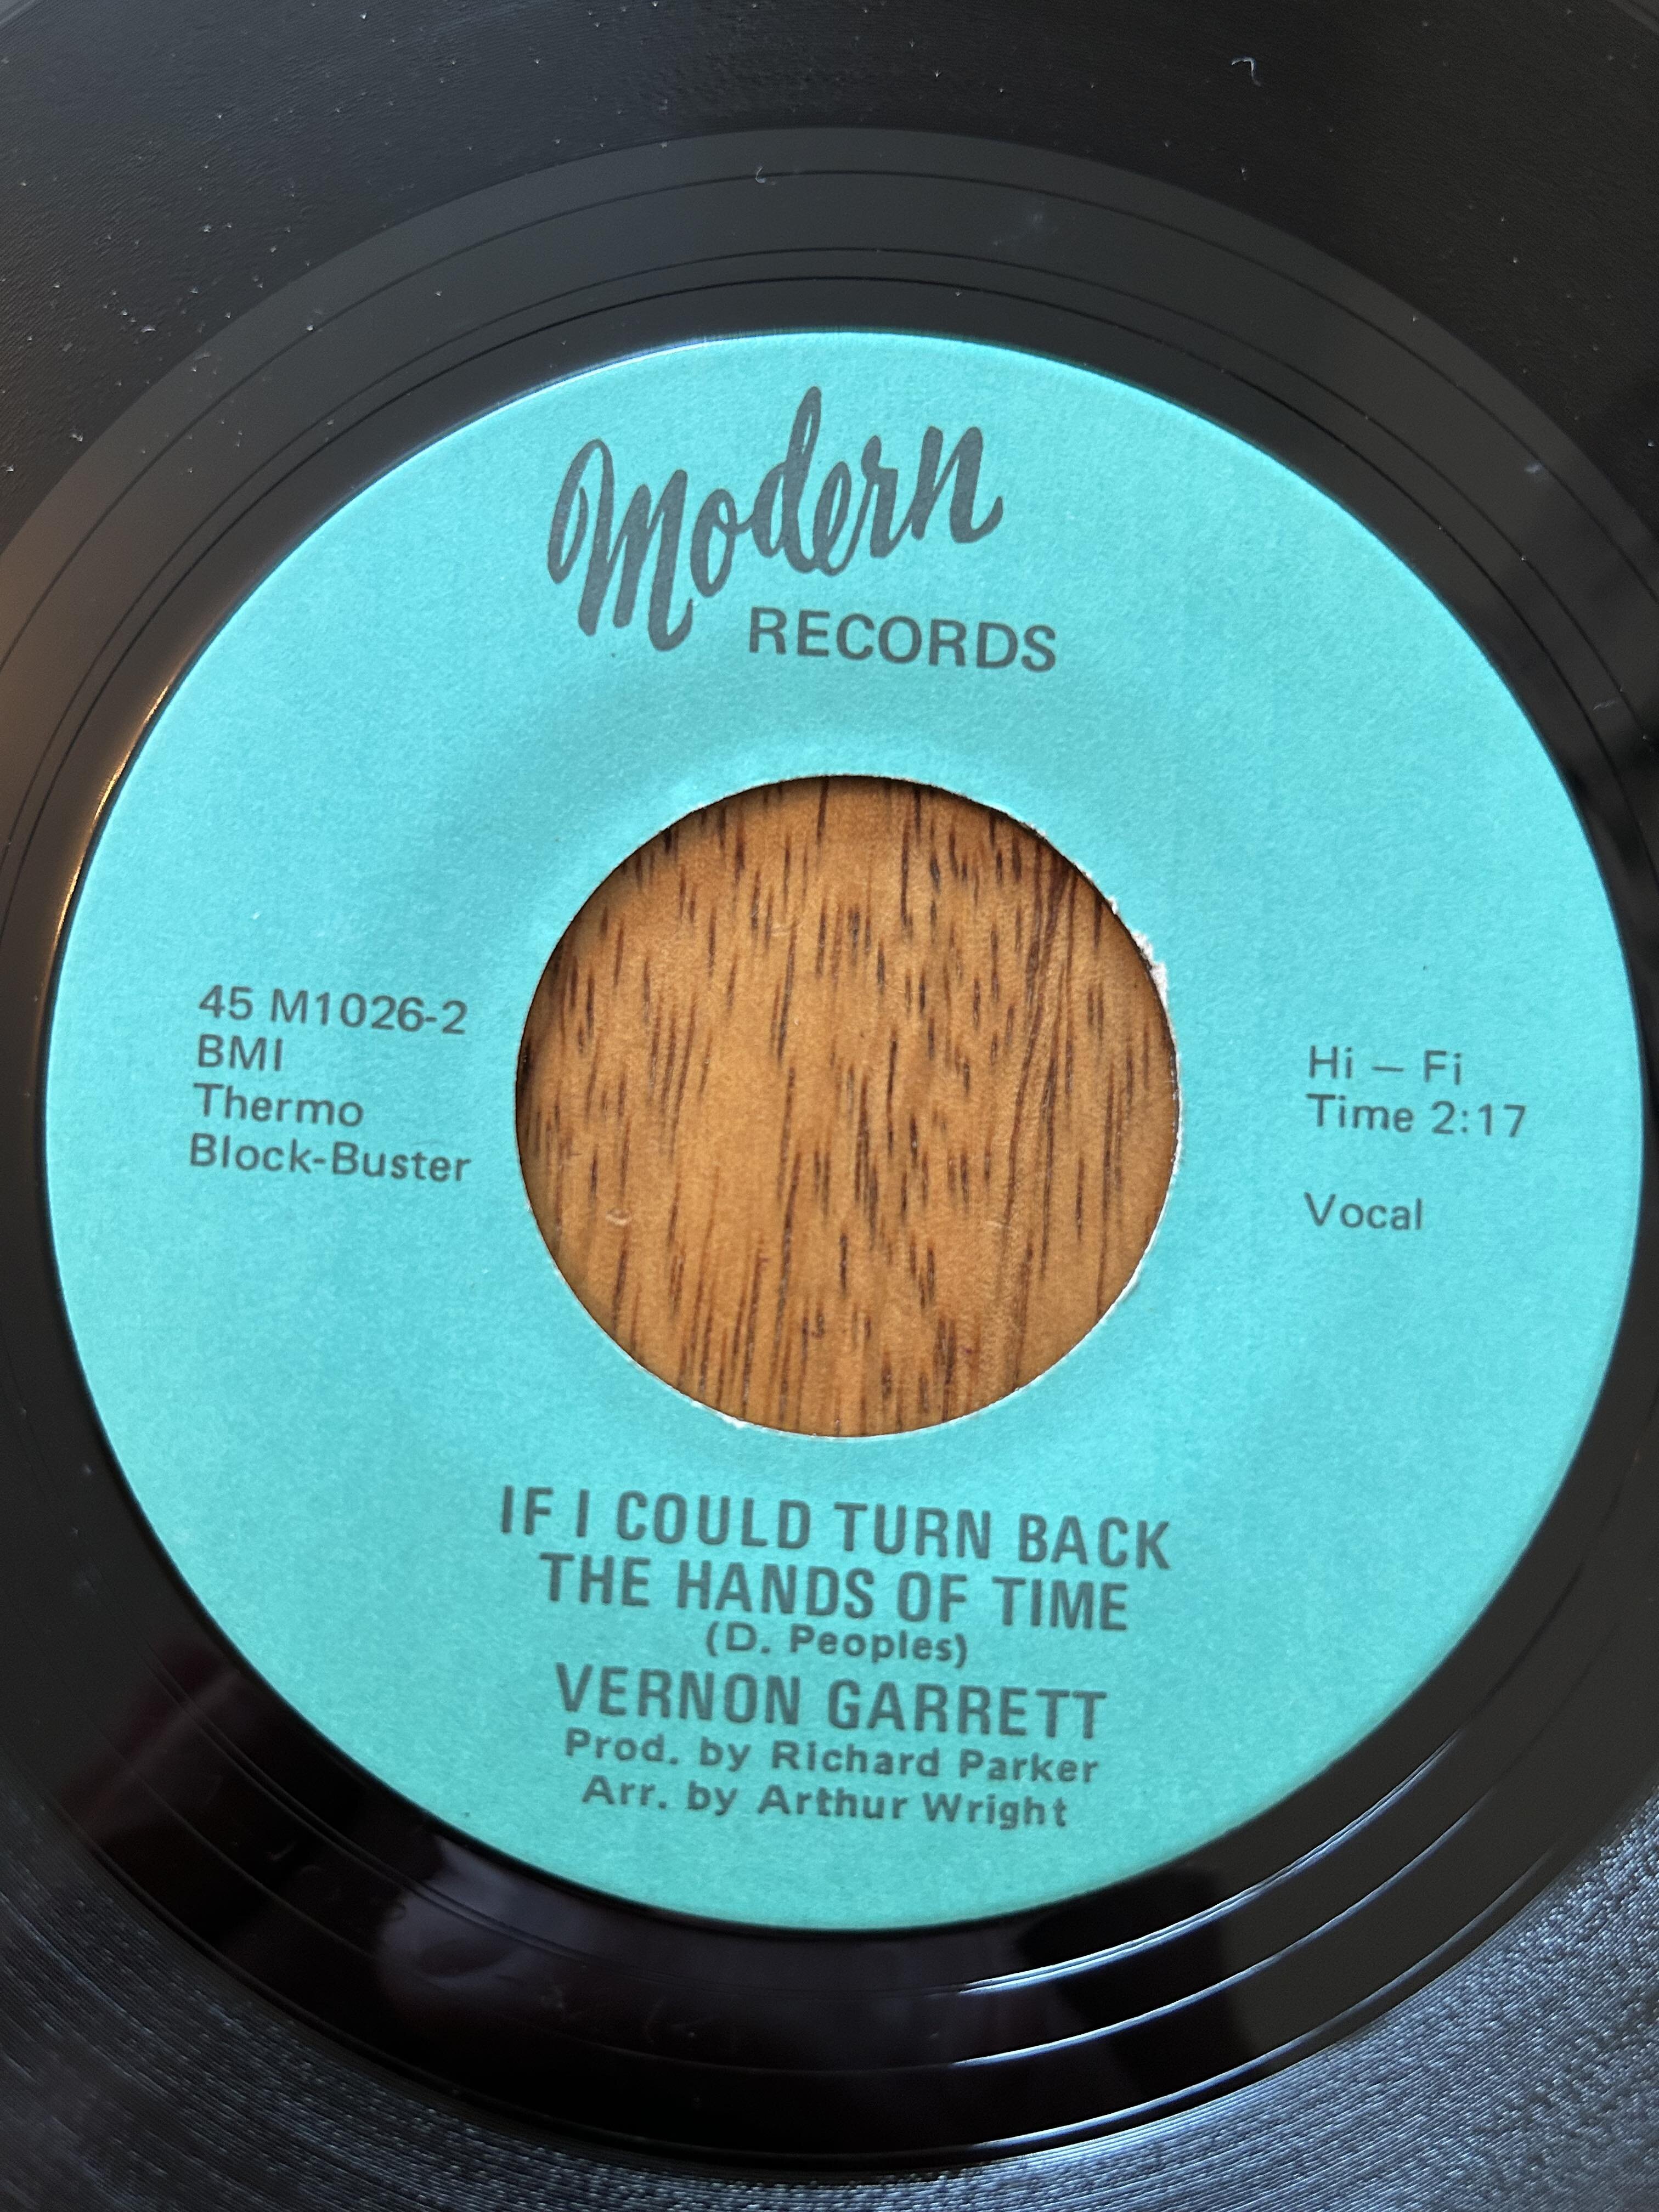 Modern
RECORDS
45 M1026-2
BMI
Thermo
Block-Buster
Hi – Fi
Time 2:17
Vocal
IF I COULD TURN BACK
THE HANDS OF TIME
(D. Peoples)
VERNON GARRETT
Prod. by Richard Parker
Arr. by Arthur Wright